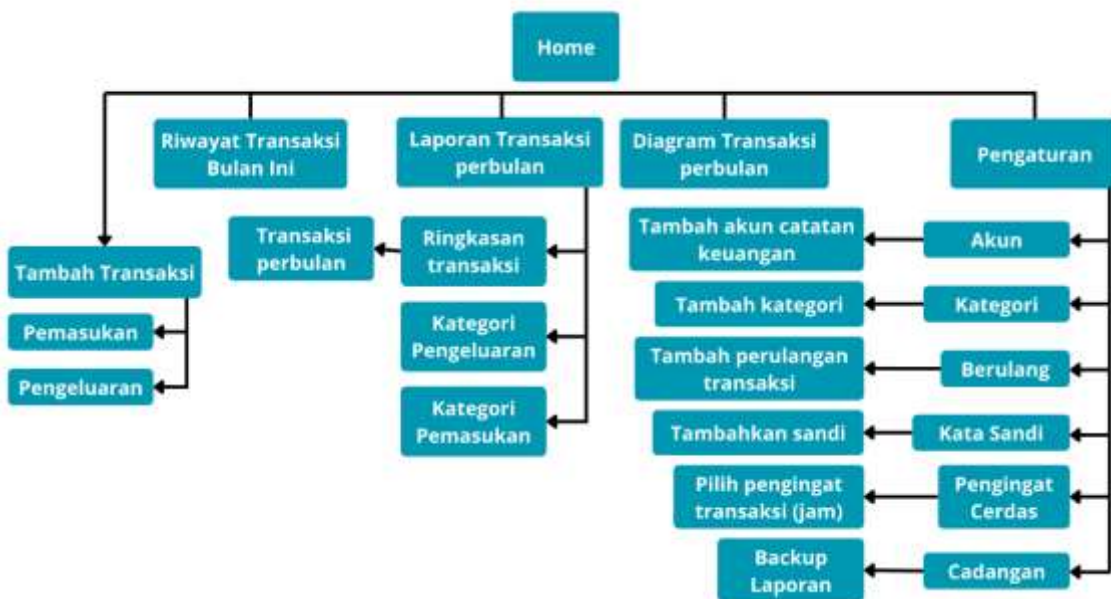 Home
Riwayat Transaksi
Bulan Ini
Laporan Transaksi
perbulan
Diagram Transaksi
perbulan
Pengaturan
Tambah Transaksi
Pemasukan
Pengeluaran
Transaksi
perbulan
Ringkasan
transaksi
Kategori
Pengeluaran
Kategori
Pemasukan
Tambah akun catatan
keuangan
Akun
Tambah kategori
Kategori
Tambah perulangan
transaksi
Berulang
Tambahkan sandi
Kata Sandi
Pilih pengingat
transaksi (jam)
Pengingat
Cerdas
Backup
Laporan
Cadangan